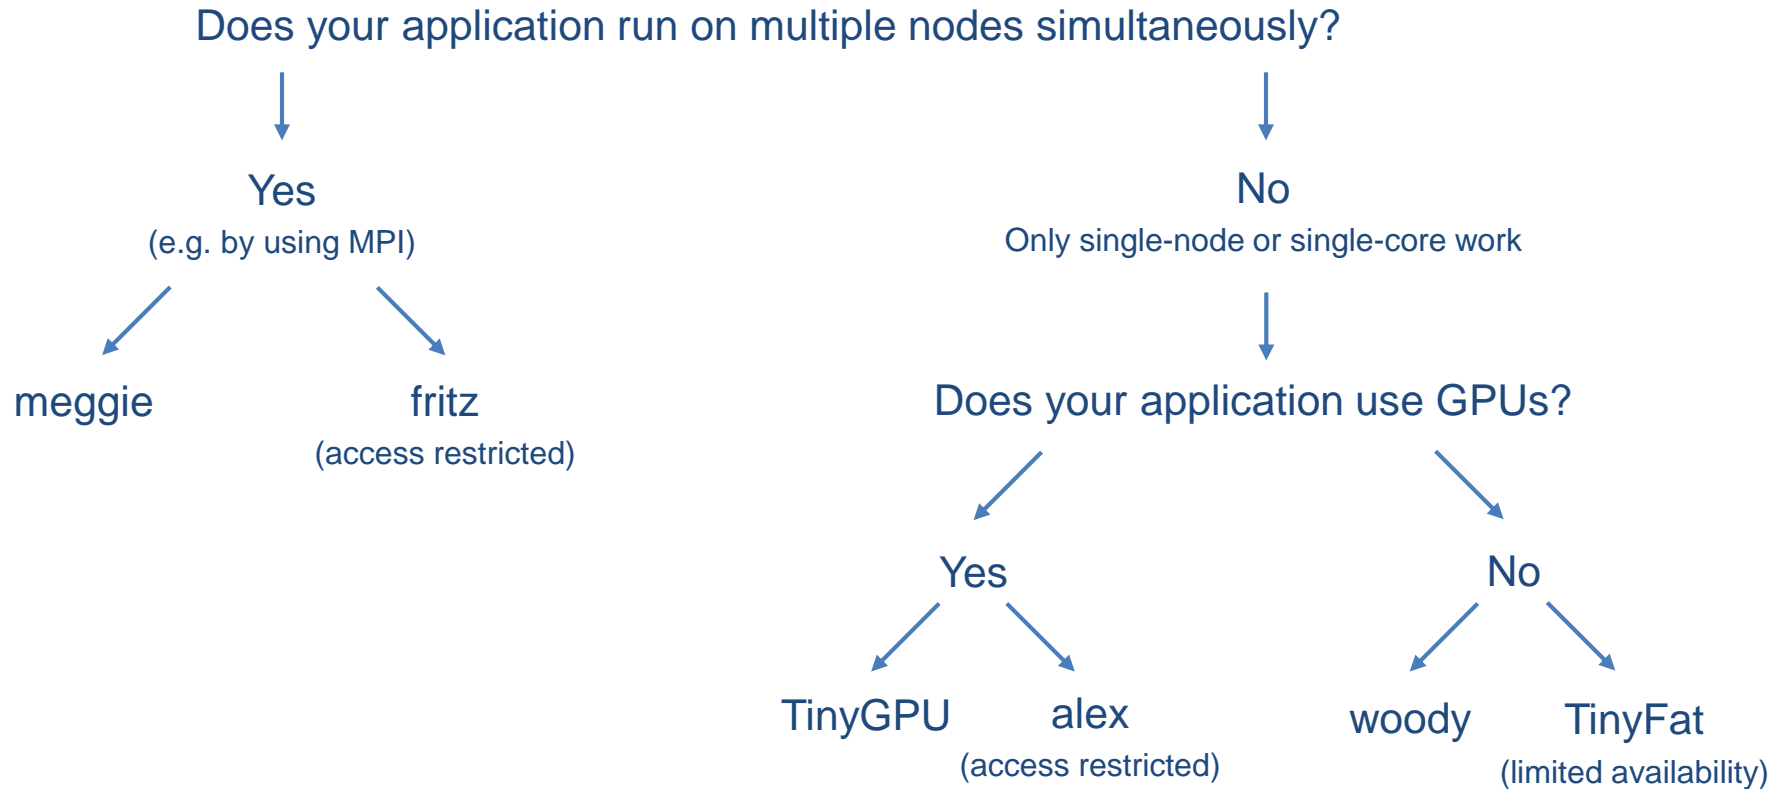 Does your application run on multiple nodes simultaneously?
Yes
(e.g. by using MPI)
No
Only single-node or single-core work
meggie
fritz
(access restricted)
Does your application use GPUs?
Yes
No
TinyGPU
alex
(access restricted)
woody
TinyFat
(limited availability)